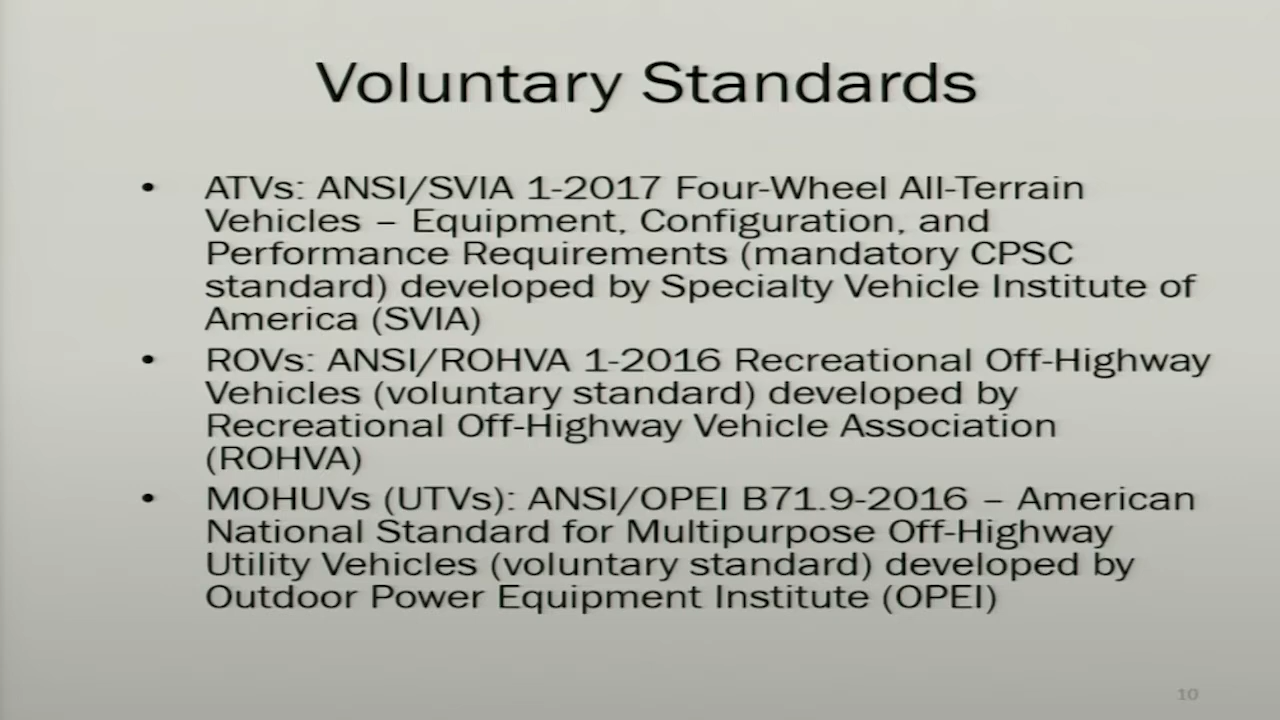 Voluntary Standards
• ATVs: ANSI/SVIA 1-2017 Four-Wheel All-Terrain
Vehicles – Equipment, Configuration, and
Performance Requirements (mandatory CPSC
standard) developed by Specialty Vehicle Institute of
America (SVIA)
• ROVs: ANSI/ROHVA 1-2016 Recreational Off-Highway
Vehicles (voluntary standard) developed by
Recreational Off-Highway Vehicle Association
(ROHVA)
• MOHUVs (UTVs): ANSI/OPEI B71.9-2016 – American
National Standard for Multipurpose Off-Highway
Utility Vehicles (voluntary standard) developed by
Outdoor Power Equipment Institute (OPEI)
10